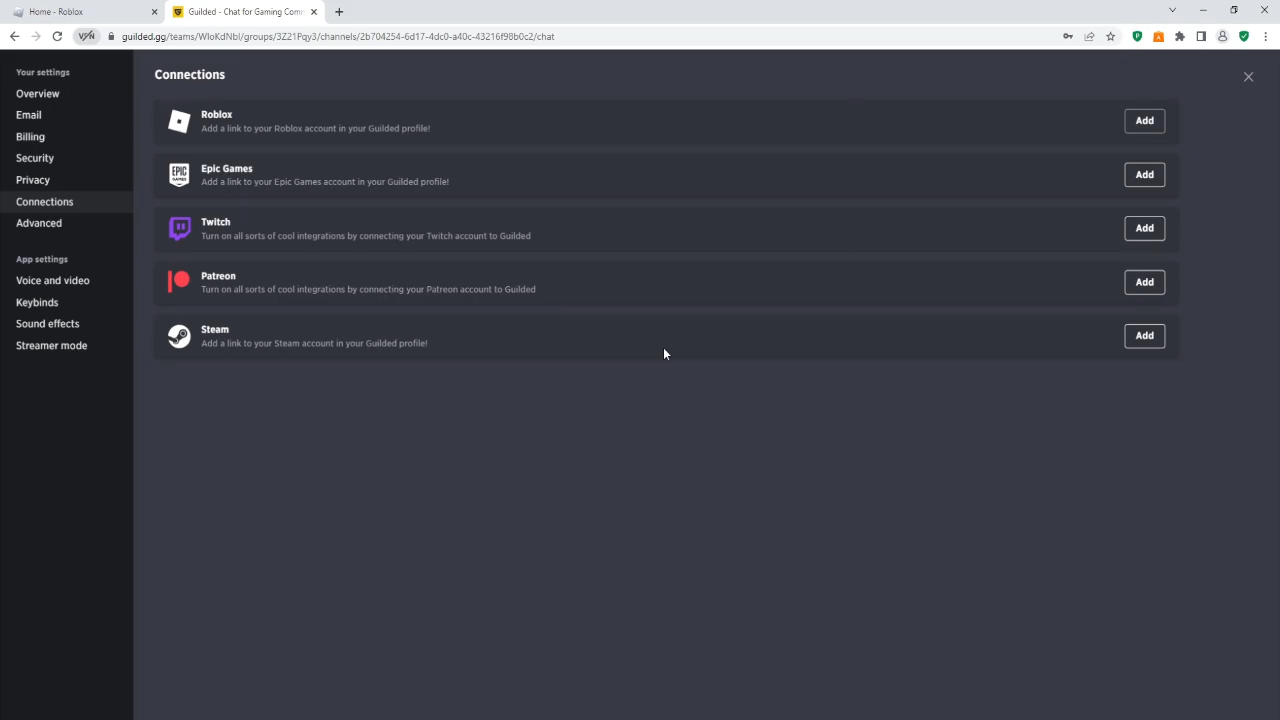 Home - Roblox
Guilded - Chat for Gaming Com
VPN
guilded.gg/teams/WloKdNbl/groups/3Z21Pqy3/channels/2b704254-6d17-4dc0-a40c-43216f98b0c2/chat
Your settings
Overview
Email
Billing
Security
Privacy
Connections
Advanced
App settings
Voice and video
Keybinds
Sound effects
Streamer mode
Connections
Roblox
Add a link to your Roblox account in your Guilded profile!
Add
EPIC
GAMES
Epic Games
Add a link to your Epic Games account in your Guilded profile!
Add
Twitch
Turn on all sorts of cool integrations by connecting your Twitch account to Guilded
Add
Patreon
Turn on all sorts of cool integrations by connecting your Patreon account to Guilded
Add
Steam
Add a link to your Steam account in your Guilded profile!
Add